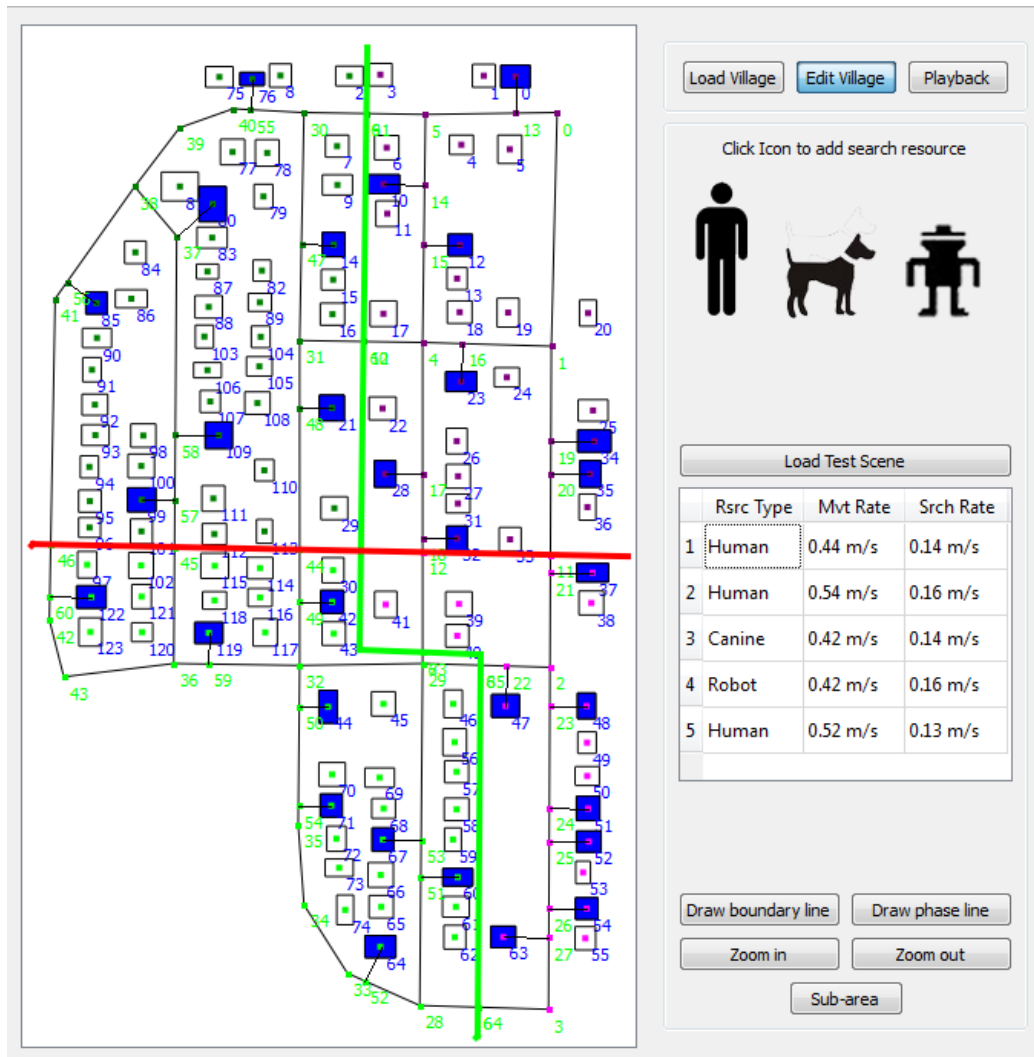 Load Village Edit Village Playback
Click Icon to add search resource
Load Test Scene
Rsrc Type Mvt Rate Srch Rate
1 Human 0.44 m/s 0.14 m/s
2 Human 0.54 m/s 0.16 m/s
3 Canine 0.42 m/s 0.14 m/s
4 Robot 0.42 m/s 0.16 m/s
5 Human 0.52 m/s 0.13 m/s
Draw boundary line Draw phase line
Zoom in Zoom out
Sub-area
75 76 8 2 3 1 0
40 55 30 5 13 0
39 7 6 4 5
77 78
38 8 79 9 10 14
11
37 83 47 14 15 12
84
87 82 15 13
41 85 86 88 89 16 17 18 19 20
103 104 31 4 16 1
90
91 106 105 23 24
92 107 108 48 21 22 25
93 98 58 109 26 19 34
94 100 110 28 17 27 20 35
95 99 57 111 29 31 36
112
46 102 45 115 114 44 30 12 11 37
97 21
60 122 121 118 116 49 42 41 39 38
42 123 120 119 117 43
43 36 59 32 29 22 2
50 44 45 46 47 23 48
56 49
70 69 57 50
54 71 68 58 24 51
35 72 67 53 59 25 52
73 66 51 60 53
34 74 65 61 26 54
64 62 63 27 55
33 52
28 64 3